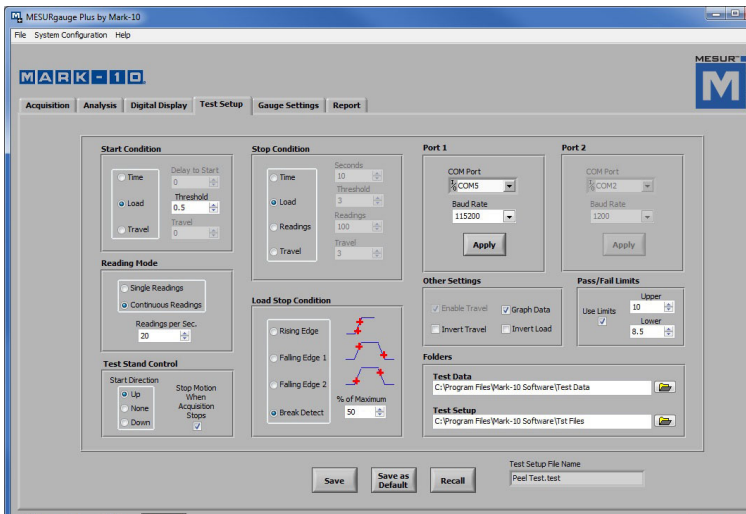 MESURgauge Plus by Mark-10
File System Configuration Help
MARK-10
MESUR
M
Acquisition Analysis Digital Display Test Setup Gauge Settings Report
Start Condition
Time
Load
Travel
Delay to Start
0
Threshold
0.5
Travel
0
Reading Mode
Single Readings
Continuous Readings
Readings per Sec.
20
Test Stand Control
Start Direction
Up
None
Down
Stop Motion
When
Acquisition
Stops
Stop Condition
Time
Load
Readings
Travel
Seconds
10
Threshold
3
Readings
100
Travel
3
Load Stop Condition
Rising Edge
Falling Edge 1
Falling Edge 2
Break Detect
% of Maximum
50
Port 1
COM Port
COM5
Baud Rate
115200
Apply
Port 2
COM Port
COM2
Baud Rate
1200
Apply
Other Settings
Enable Travel Graph Data
Invert Travel Invert Load
Pass/Fail Limits
Use Limits
Upper
10
Lower
8.5
Folders
Test Data
C:\Program Files\Mark-10 Software\Test Data
Test Setup
C:\Program Files\Mark-10 Software\Tst Files
Save
Save as
Default
Recall
Test Setup File Name
Peel Test.test